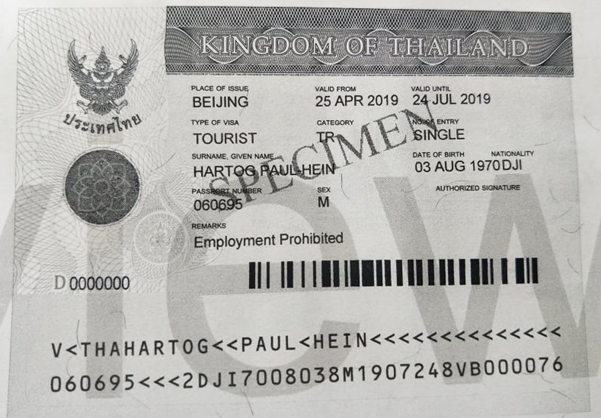 KINGDOM OF THAILAND
ประเทศไทย
PLACE OF ISSUE VALID FROM VALID UNTIL
BEIJING 25 APR 2019 24 JUL 2019
TYPE OF VISA CATEGORY NO. OF ENTRY
TOURIST TR SINGLE
SURNAME, GIVEN NAME DATE OF BIRTH NATIONALITY
HARTOG PAUL-HEIN 03 AUG 1970 DJI
PASSPORT NUMBER SEX AUTHORIZED SIGNATURE
060695 M
REMARKS
Employment Prohibited
SPECIMEN
D 0000000
view
V<THAHARTOG<<PAUL<HEIN<<<<<<<<<<<<<<
060695<<<2DJI7008038M1907248VB000076